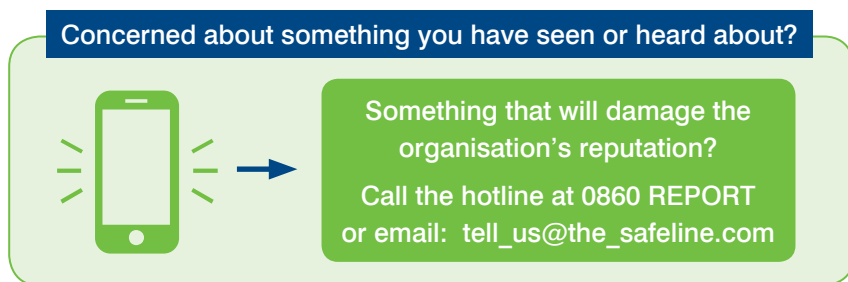 Concerned about something you have seen or heard about?
Something that will damage the
organisation's reputation?
Call the hotline at 0860 REPORT
or email:  tell_us@the_safeline.com